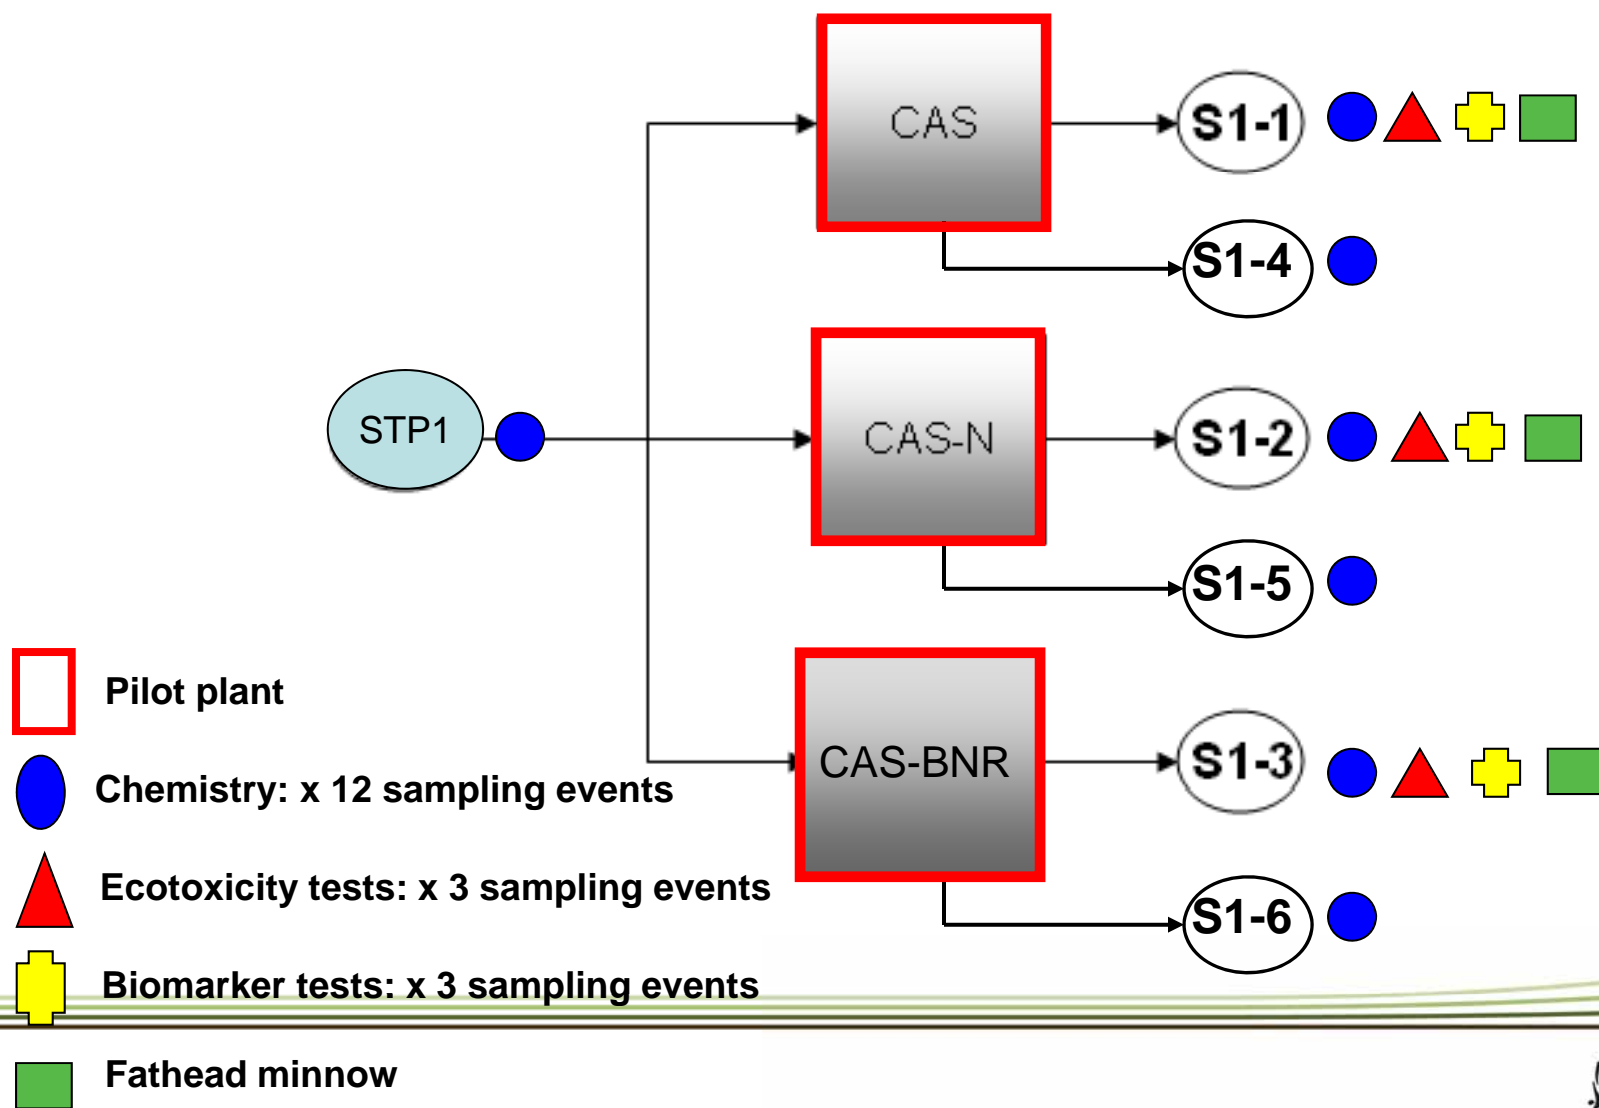 CAS
S1-1
S1-4
STP1
CAS-N
S1-2
S1-5
Pilot plant
CAS-BNR
S1-3
Chemistry: x 12 sampling events
Ecotoxicity tests: x 3 sampling events
S1-6
Biomarker tests: x 3 sampling events
Fathead minnow